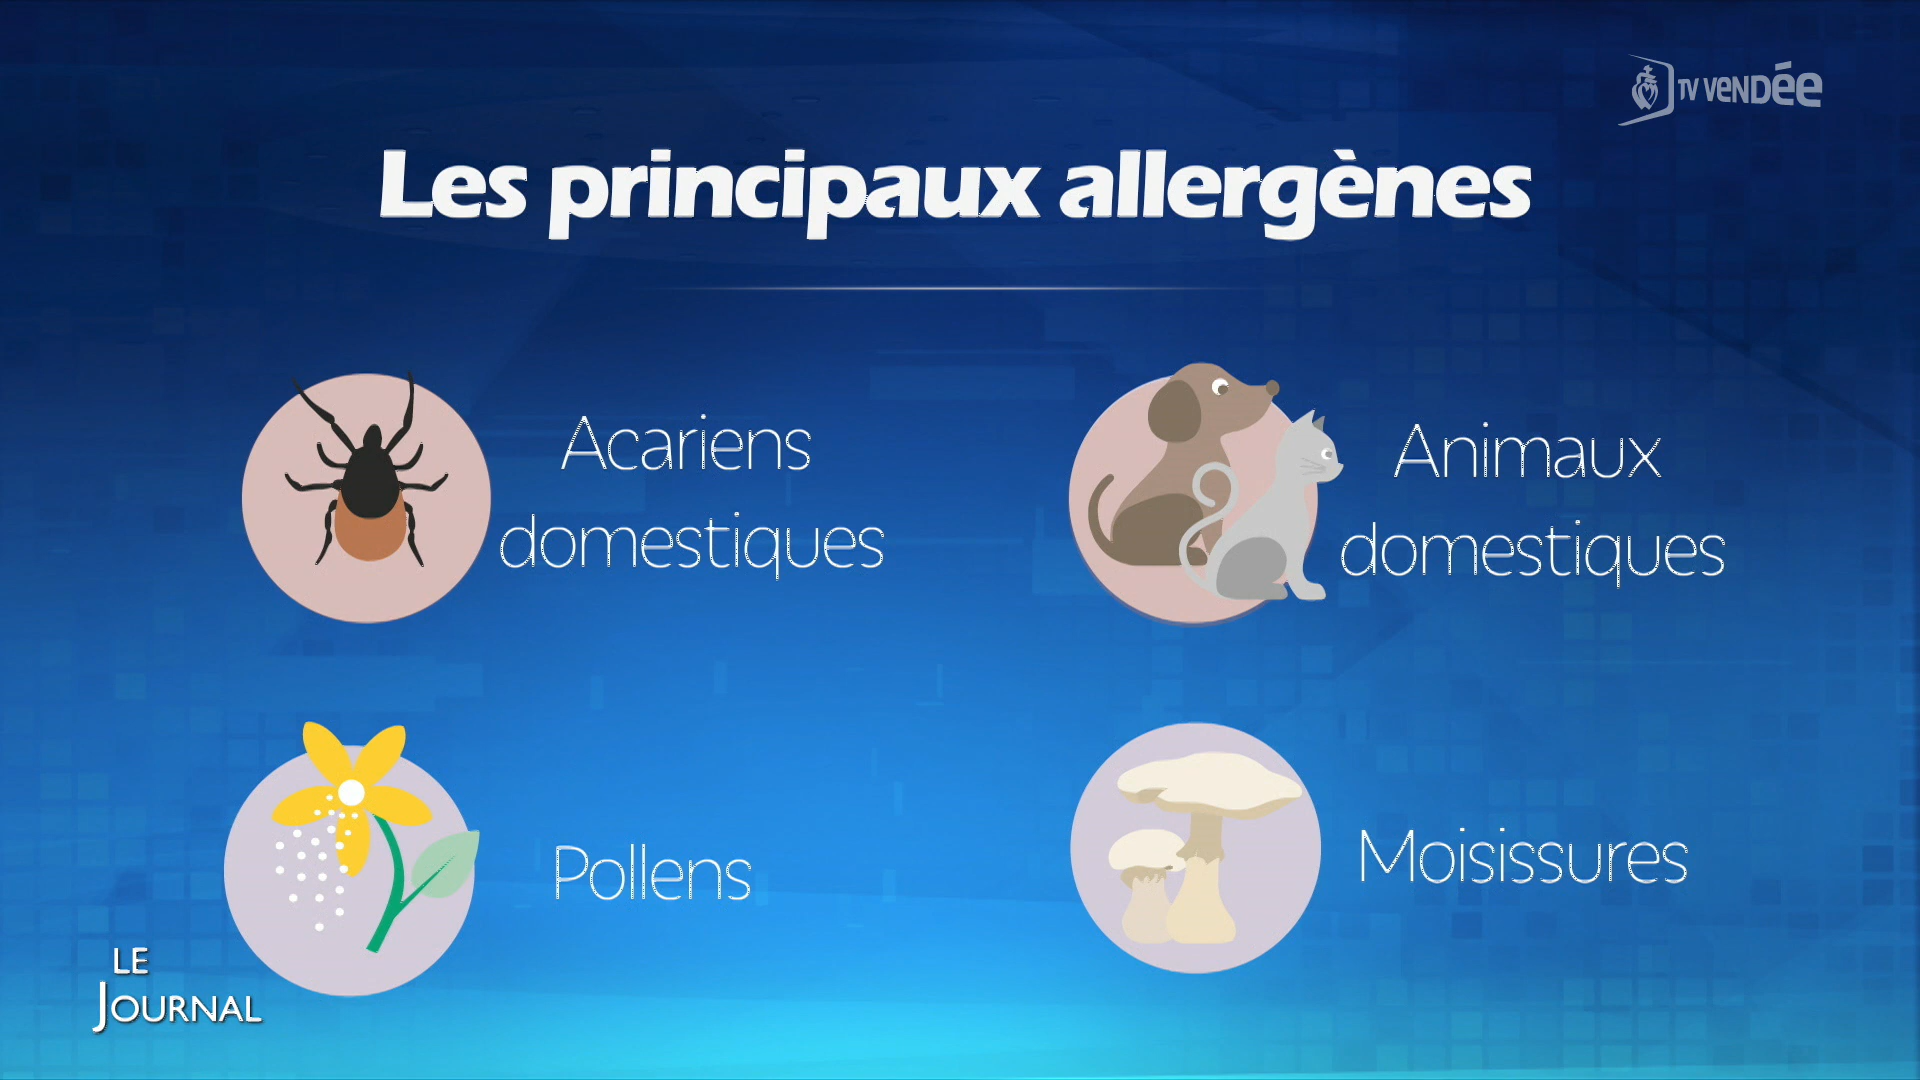 TV VENDÉE
Les principaux allergènes
Acariens
domestiques
Animaux
domestiques
Pollens
Moisissures
LE
JOURNAL